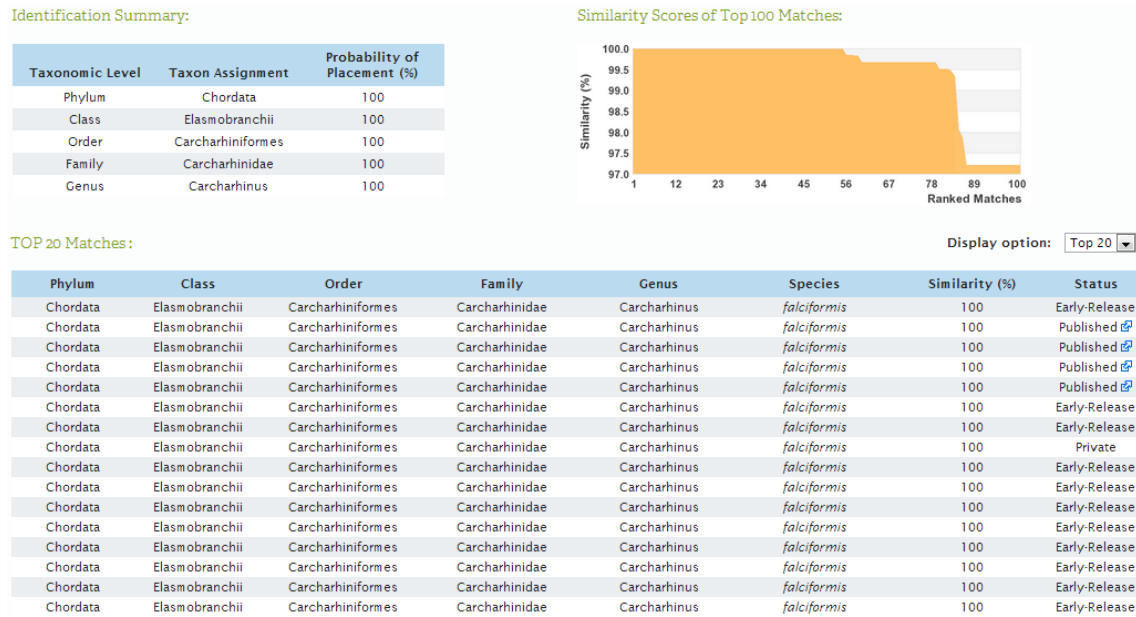 Identification Summary:
Taxonomic Level Taxon Assignment Probability of Placement (%)
Phylum Chordata 100
Class Elasmobranchii 100
Order Carcharhiniformes 100
Family Carcharhinidae 100
Genus Carcharhinus 100
Similarity Scores of Top 100 Matches:
Similarity (%)
100.0
99.5
99.0
98.5
98.0
97.5
97.0
1 12 23 34 45 56 67 78 89 100
Ranked Matches
TOP 20 Matches:
Display option: Top 20
Phylum Class Order Family Genus Species Similarity (%) Status
Chordata Elasmobranchii Carcharhiniformes Carcharhinidae Carcharhinus falciformis 100 Early-Release
Chordata Elasmobranchii Carcharhiniformes Carcharhinidae Carcharhinus falciformis 100 Published
Chordata Elasmobranchii Carcharhiniformes Carcharhinidae Carcharhinus falciformis 100 Published
Chordata Elasmobranchii Carcharhiniformes Carcharhinidae Carcharhinus falciformis 100 Published
Chordata Elasmobranchii Carcharhiniformes Carcharhinidae Carcharhinus falciformis 100 Published
Chordata Elasmobranchii Carcharhiniformes Carcharhinidae Carcharhinus falciformis 100 Early-Release
Chordata Elasmobranchii Carcharhiniformes Carcharhinidae Carcharhinus falciformis 100 Early-Release
Chordata Elasmobranchii Carcharhiniformes Carcharhinidae Carcharhinus falciformis 100 Private
Chordata Elasmobranchii Carcharhiniformes Carcharhinidae Carcharhinus falciformis 100 Early-Release
Chordata Elasmobranchii Carcharhiniformes Carcharhinidae Carcharhinus falciformis 100 Early-Release
Chordata Elasmobranchii Carcharhiniformes Carcharhinidae Carcharhinus falciformis 100 Early-Release
Chordata Elasmobranchii Carcharhiniformes Carcharhinidae Carcharhinus falciformis 100 Early-Release
Chordata Elasmobranchii Carcharhiniformes Carcharhinidae Carcharhinus falciformis 100 Early-Release
Chordata Elasmobranchii Carcharhiniformes Carcharhinidae Carcharhinus falciformis 100 Early-Release
Chordata Elasmobranchii Carcharhiniformes Carcharhinidae Carcharhinus falciformis 100 Early-Release
Chordata Elasmobranchii Carcharhiniformes Carcharhinidae Carcharhinus falciformis 100 Early-Release